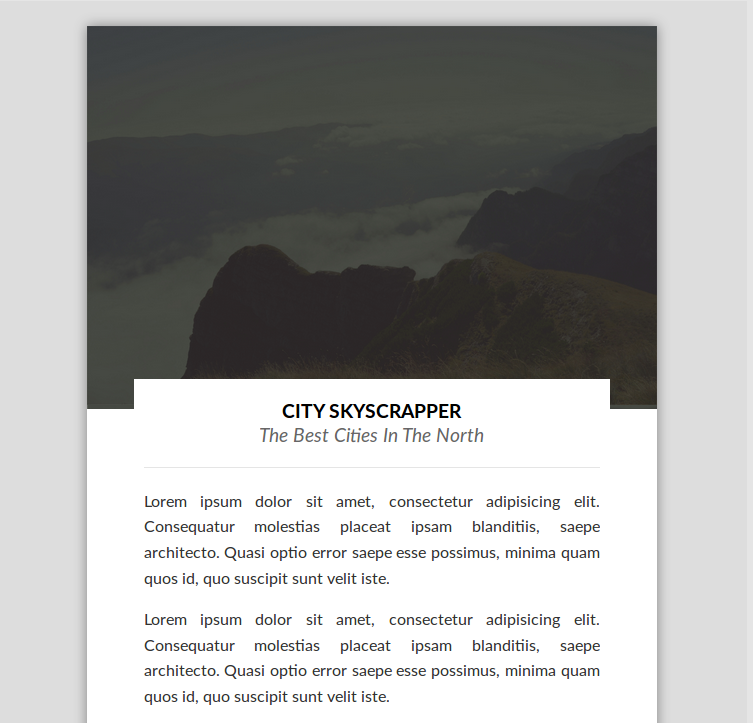 CITY SKYSCRAPPER
The Best Cities In The North
Lorem ipsum dolor sit amet, consectetur adipisicing elit.
Consequatur molestias placeat ipsam blanditiis, saepe
architecto. Quasi optio error saepe esse possimus, minima quam
quos id, quo suscipit sunt velit iste.
Lorem ipsum dolor sit amet, consectetur adipisicing elit.
Consequatur molestias placeat ipsam blanditiis, saepe
architecto. Quasi optio error saepe esse possimus, minima quam
quos id, quo suscipit sunt velit iste.